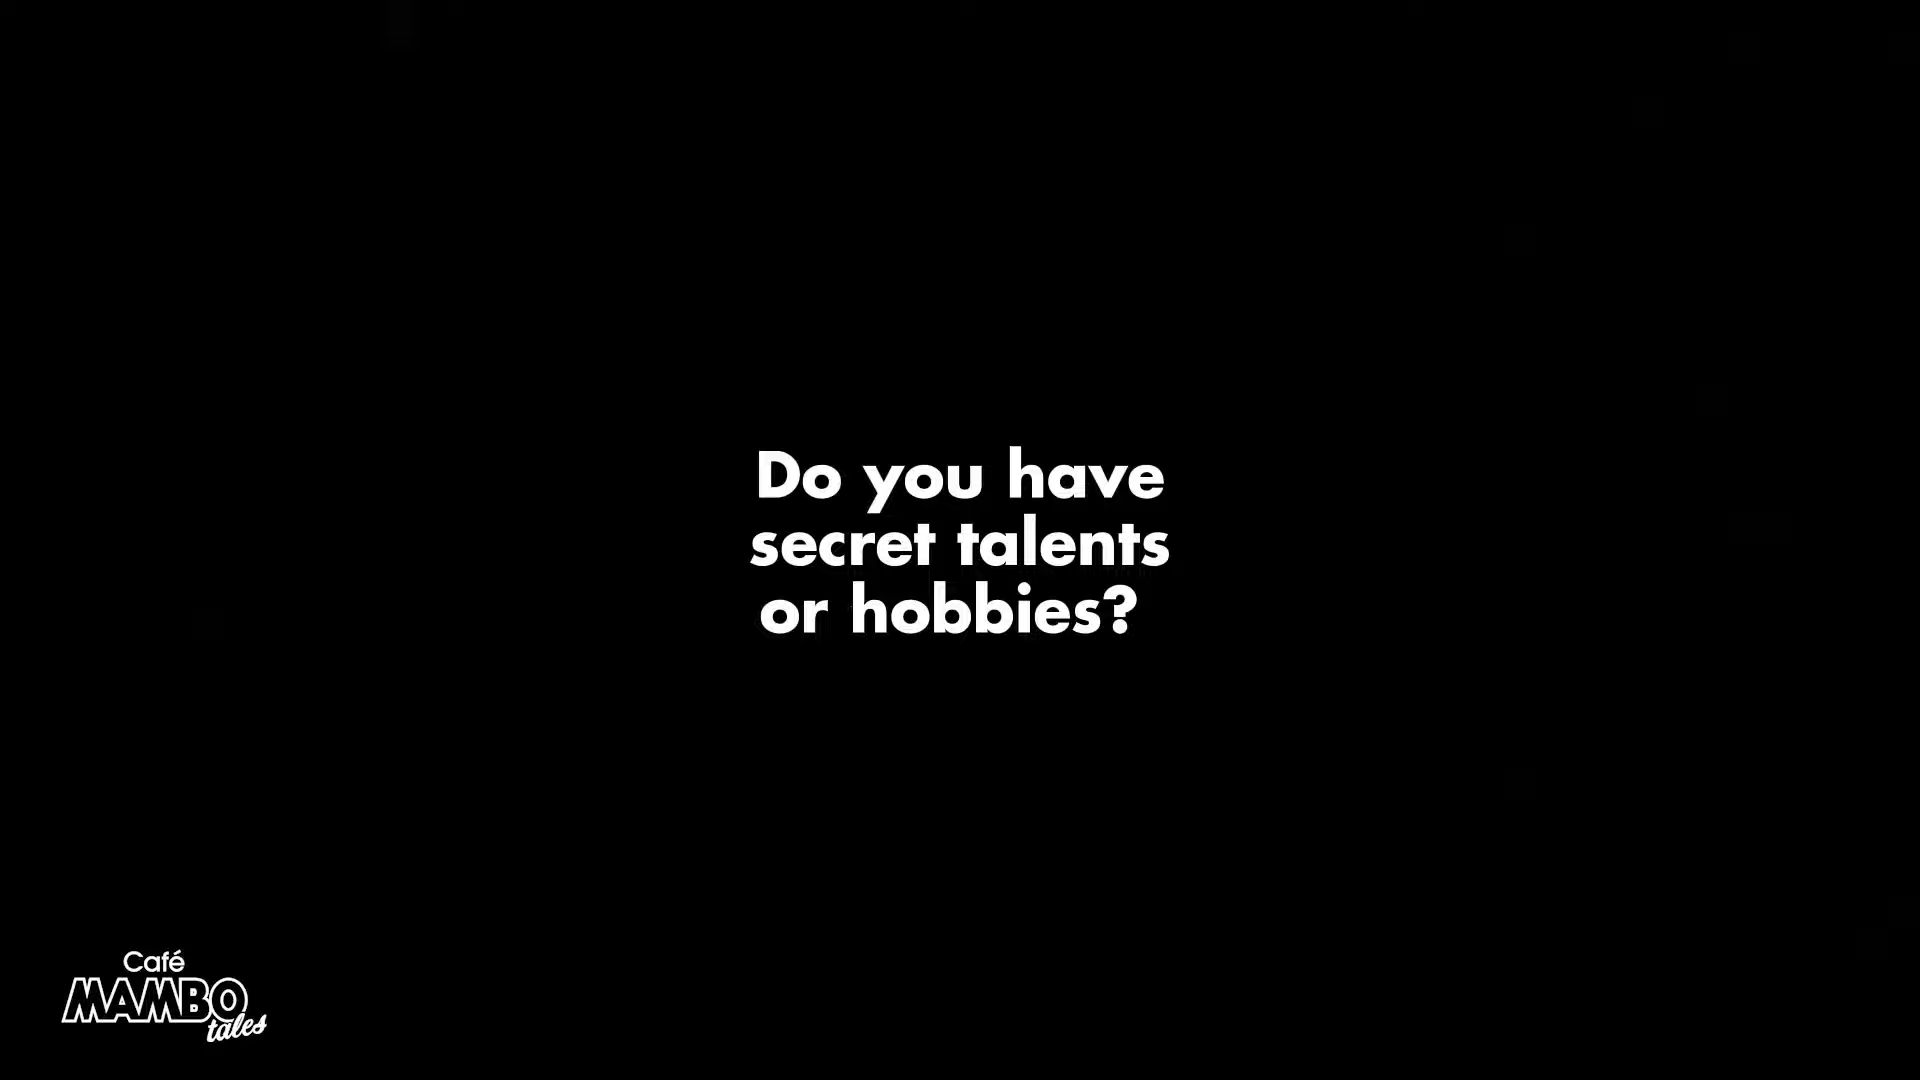 Do you have
secret talents
or hobbies?
Café
MAMBO
tales